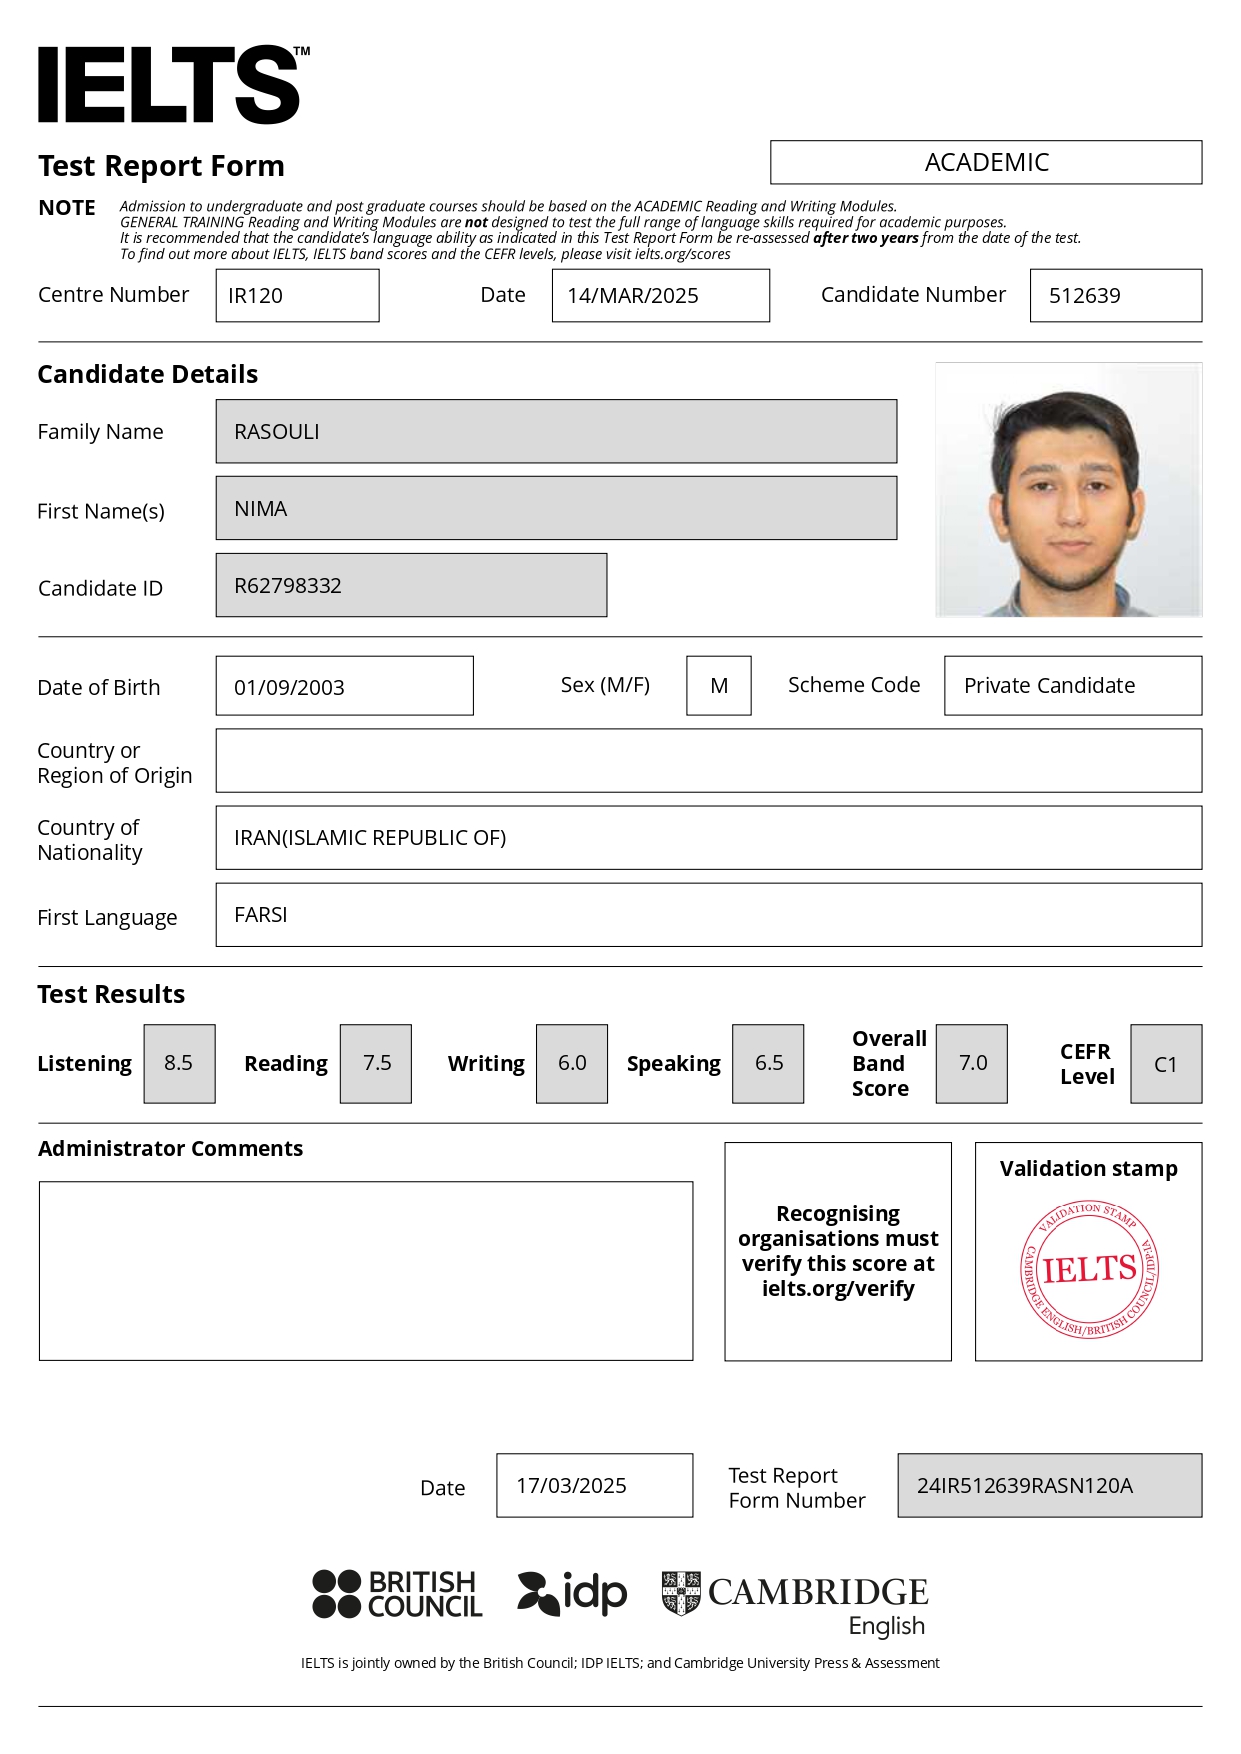 IELTS™
Test Report Form
ACADEMIC
NOTE
Admission to undergraduate and post graduate courses should be based on the ACADEMIC Reading and Writing Modules.
GENERAL TRAINING Reading and Writing Modules are not designed to test the full range of language skills required for academic purposes.
It is recommended that the candidate's language ability as indicated in this Test Report Form be re-assessed after two years from the date of the test.
To find out more about IELTS, IELTS band scores and the CEFR levels, please visit ielts.org/scores
Centre Number IR120 Date 14/MAR/2025 Candidate Number 512639
Candidate Details
Family Name RASOULI
First Name(s) NIMA
Candidate ID R62798332
Date of Birth 01/09/2003 Sex (M/F) M Scheme Code Private Candidate
Country or
Region of Origin
Country of
Nationality
IRAN(ISLAMIC REPUBLIC OF)
First Language FARSI
Test Results
Listening 8.5 Reading 7.5 Writing 6.0 Speaking 6.5
Overall
Band
Score
7.0
CEFR
Level
C1
Administrator Comments
Recognising
organisations must
verify this score at
ielts.org/verify
Validation stamp
VALIDATION STAMP
IELTS
CAMBRIDGE ENGLISH/BRITISH COUNCIL/IDP:IA
Date 17/03/2025
Test Report
Form Number
24IR512639RASN120A
BRITISH
COUNCIL
idp
CAMBRIDGE
English
IELTS is jointly owned by the British Council; IDP IELTS; and Cambridge University Press & Assessment